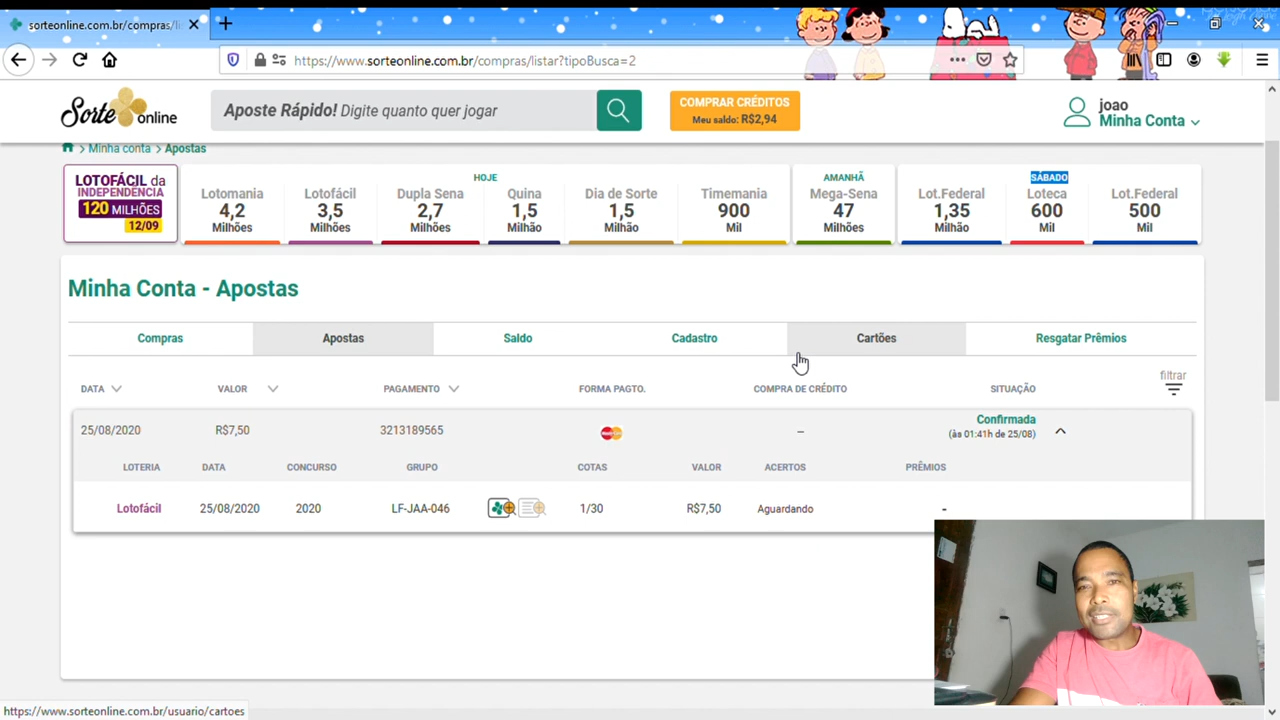 sorteonline.com.br/compras/li
https://www.sorteonline.com.br/compras/listar?tipoBusca=2
Sorte online
Aposte Rápido! Digite quanto quer jogar
COMPRAR CRÉDITOS
Meu saldo: R$2,94
joao
Minha Conta
> Minha conta > Apostas
LOTOFÁCIL da
INDEPENDÊNCIA
120 MILHÕES
12/09
HOJE
Lotomania
4,2
Milhões
Lotofácil
3,5
Milhões
Dupla Sena
2,7
Milhões
Quina
1,5
Milhão
Dia de Sorte
1,5
Milhão
Timemania
900
Mil
AMANHÃ
Mega-Sena
47
Milhões
SÁBADO
Lot.Federal
1,35
Milhão
Loteca
600
Mil
Lot.Federal
500
Mil
Minha Conta - Apostas
Compras Apostas Saldo Cadastro Cartões Resgatar Prêmios
filtrar
DATA VALOR PAGAMENTO FORMA PAGTO. COMPRA DE CRÉDITO SITUAÇÃO
25/08/2020 R$7,50 3213189565 – Confirmada
(às 01:41h de 25/08)
LOTERIA DATA CONCURSO GRUPO COTAS VALOR ACERTOS PRÊMIOS
Lotofácil 25/08/2020 2020 LF-JAA-046 1/30 R$7,50 Aguardando -
https://www.sorteonline.com.br/usuario/cartoes